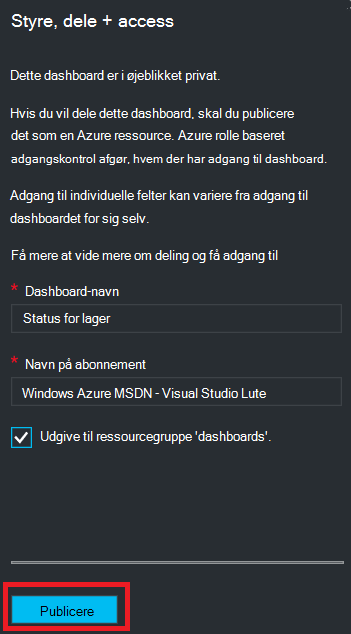 Styre, dele + access
Dette dashboard er i øjeblikket privat.
Hvis du vil dele dette dashboard, skal du publicere
det som en Azure ressource. Azure rolle baseret
adgangskontrol afgør, hvem der har adgang til dashboard.
Adgang til individuelle felter kan variere fra adgang til
dashboardet for sig selv.
Få mere at vide mere om deling og få adgang til
* Dashboard-navn
Status for lager
* Navn på abonnement
Windows Azure MSDN - Visual Studio Lute
Udgive til ressourcegruppe 'dashboards'.
Publicere